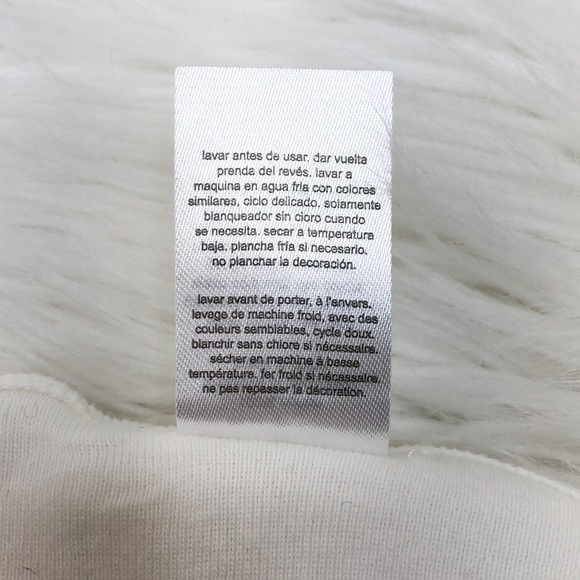 lavar antes de usar. dar vuelta
prenda del revés. lavar a
maquina en agua fria con colores
similares, ciclo delicado. solamente
blanqueador sin cloro cuando
se necesita. secar a temperatura
baja. plancha fría si necesario.
no planchar la decoración.
lavar avant de porter, à l'envers.
lavage de machine froid, avec des
couleurs semblables, cycle doux.
blanchir sans chlore si nécessaire.
sécher en machine à basse
température. fer froid si nécessaire.
ne pas repasser la décoration.